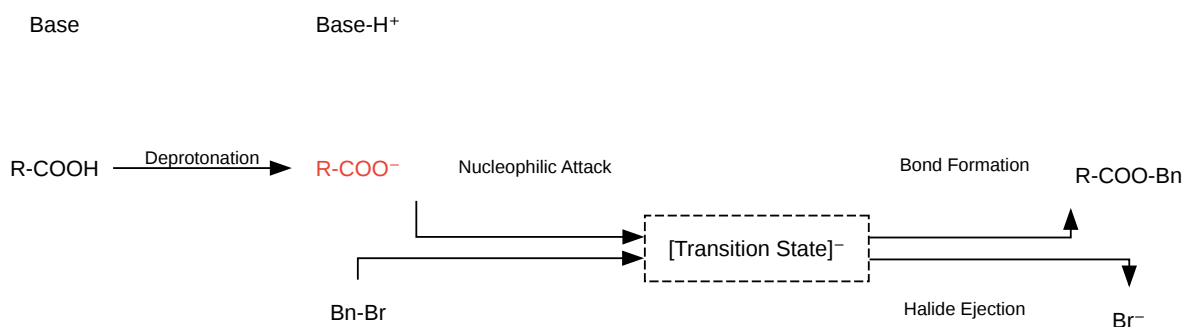 Base
Base-H⁺
R-COOH
Deprotonation
R-COO⁻
Nucleophilic Attack
Bond Formation
R-COO-Bn
[Transition State]⁻
Bn-Br
Halide Ejection
Br⁻